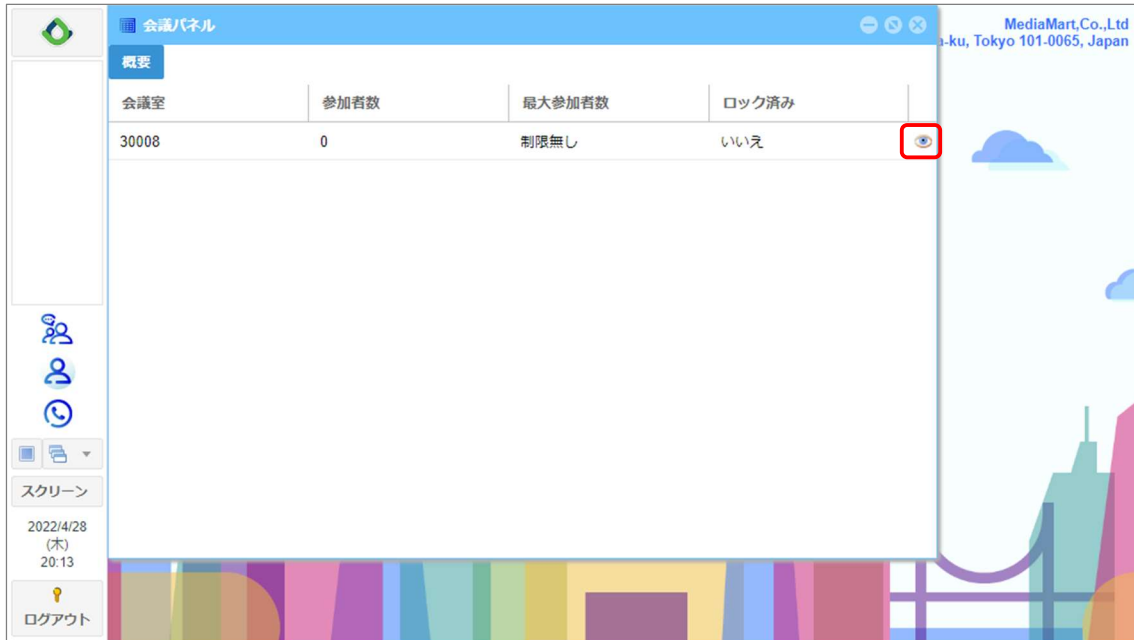 会議パネル
MediaMart,Co.,Ltd
-ku, Tokyo 101-0065, Japan
概要
会議室 参加者数 最大参加者数 ロック済み
30008 0 制限無し いいえ
スクリーン
2022/4/28
(木)
20:13
ログアウト